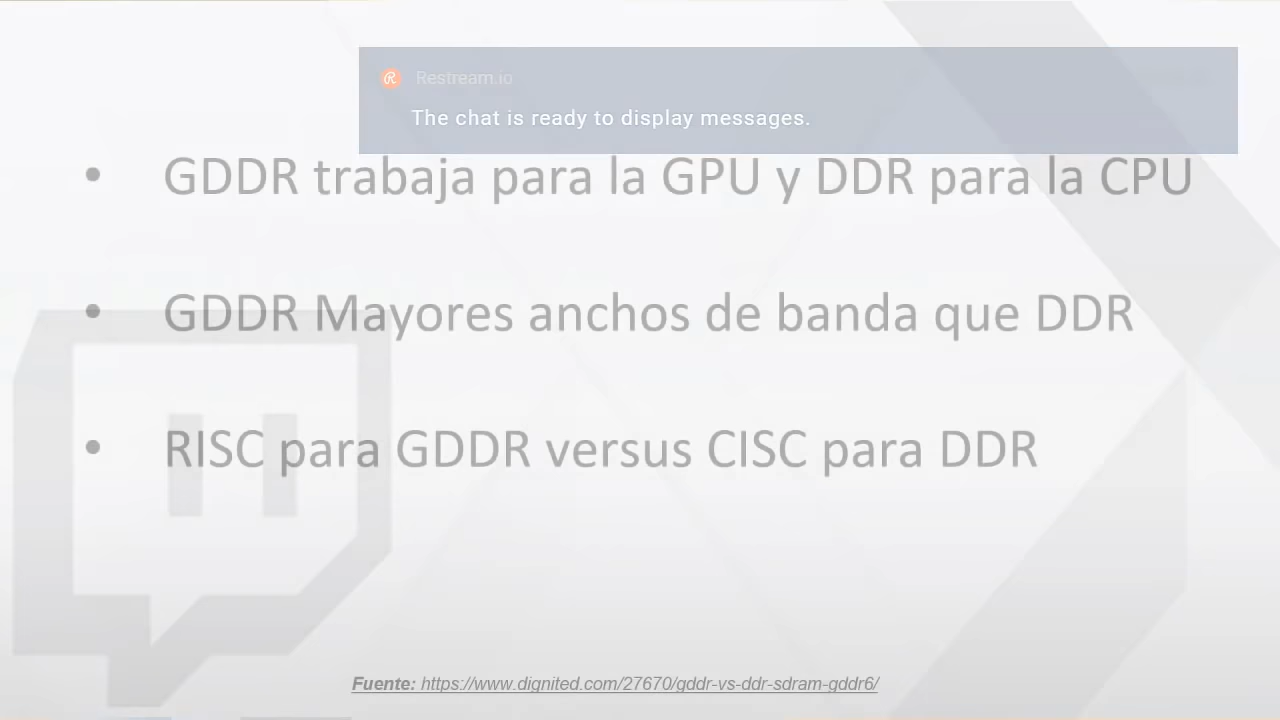 Restream.io
The chat is ready to display messages.
• GDDR trabaja para la GPU y DDR para la CPU
• GDDR Mayores anchos de banda que DDR
• RISC para GDDR versus CISC para DDR
Fuente: https://www.dignited.com/27670/gddr-vs-ddr-sdram-gddr6/